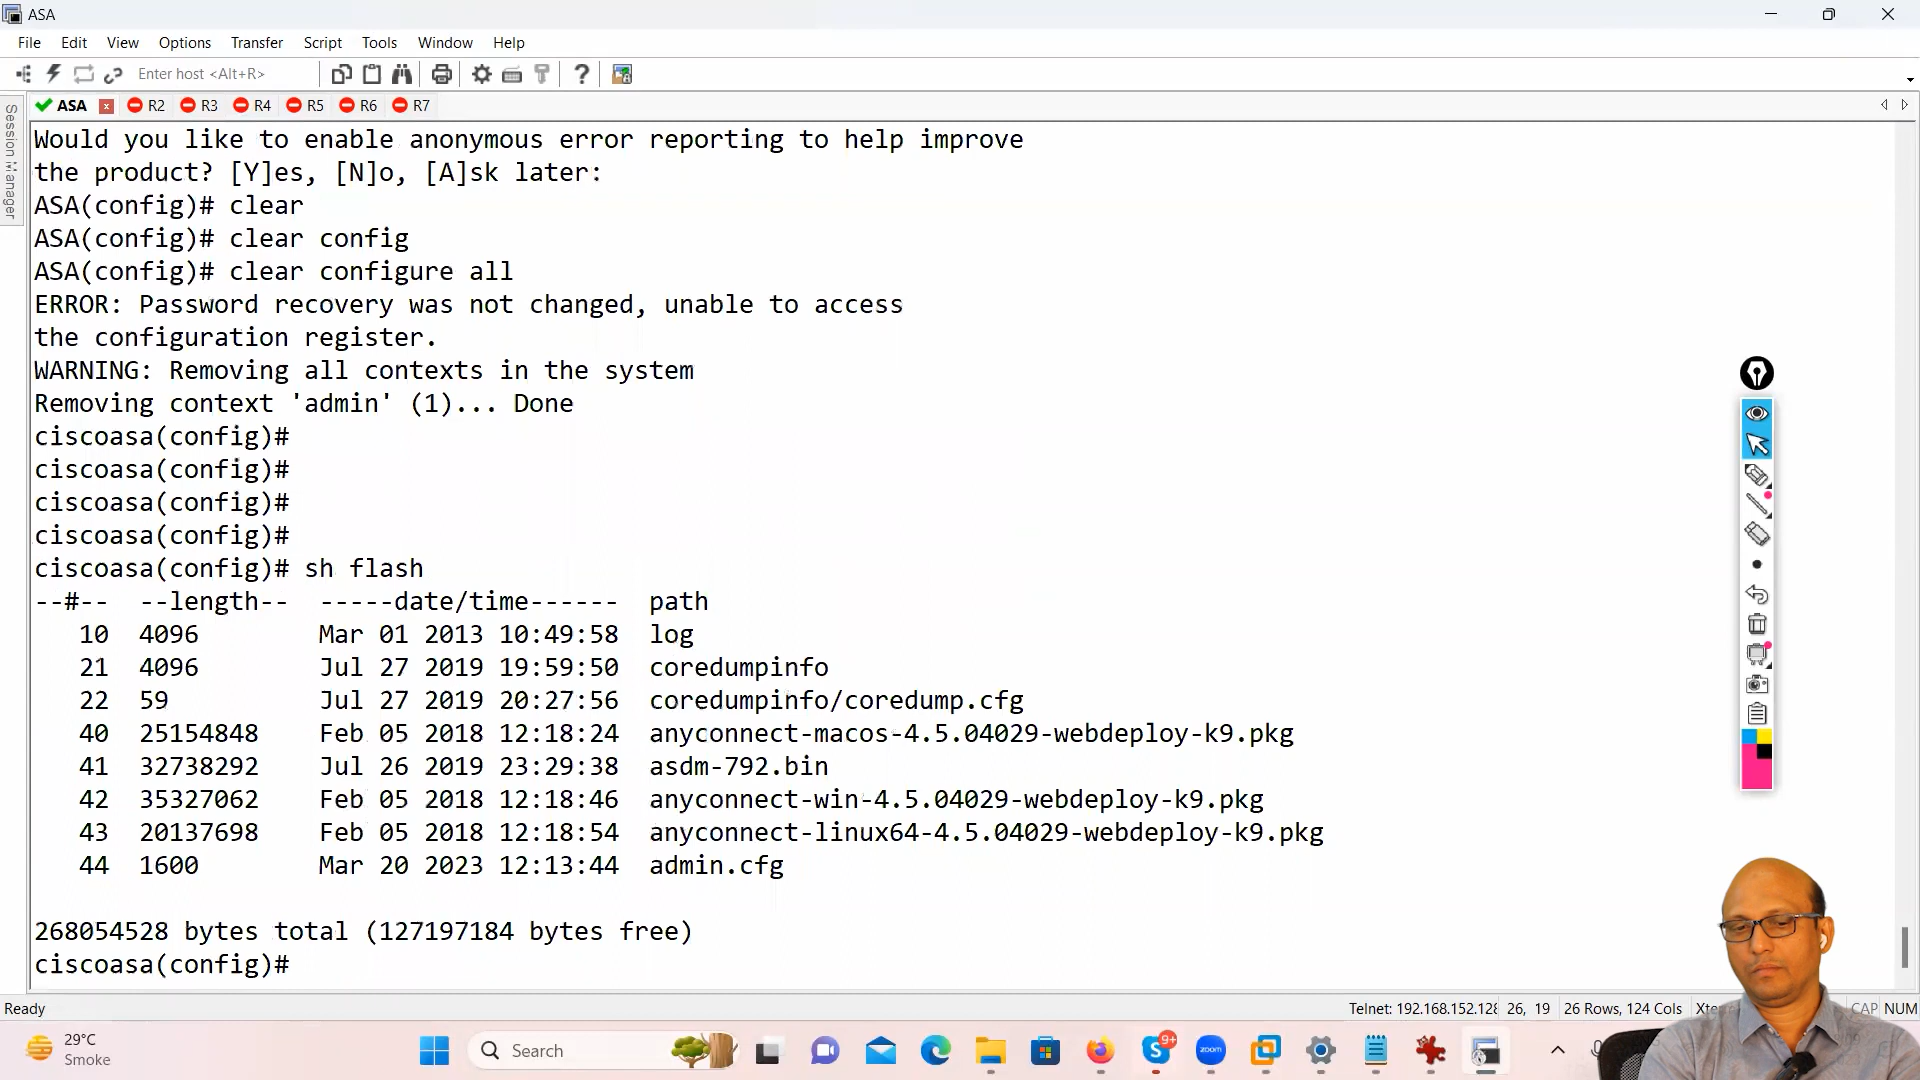 ASA
File Edit View Options Transfer Script Tools Window Help
Enter host <Alt+R>
ASA R2 R3 R4 R5 R6 R7
Session Manager
Would you like to enable anonymous error reporting to help improve
the product? [Y]es, [N]o, [A]sk later:
ASA(config)# clear
ASA(config)# clear config
ASA(config)# clear configure all
ERROR: Password recovery was not changed, unable to access
the configuration register.
WARNING: Removing all contexts in the system
Removing context 'admin' (1)... Done
ciscoasa(config)#
ciscoasa(config)#
ciscoasa(config)#
ciscoasa(config)#
ciscoasa(config)# sh flash
--#-- --length-- -----date/time------ path
10 4096 Mar 01 2013 10:49:58 log
21 4096 Jul 27 2019 19:59:50 coredumpinfo
22 59 Jul 27 2019 20:27:56 coredumpinfo/coredump.cfg
40 25154848 Feb 05 2018 12:18:24 anyconnect-macos-4.5.04029-webdeploy-k9.pkg
41 32738292 Jul 26 2019 23:29:38 asdm-792.bin
42 35327062 Feb 05 2018 12:18:46 anyconnect-win-4.5.04029-webdeploy-k9.pkg
43 20137698 Feb 05 2018 12:18:54 anyconnect-linux64-4.5.04029-webdeploy-k9.pkg
44 1600 Mar 20 2023 12:13:44 admin.cfg
268054528 bytes total (127197184 bytes free)
ciscoasa(config)#
Ready Telnet: 192.168.152.128 26, 19 26 Rows, 124 Cols CAP NUM
29°C
Smoke
Search
9+
zoom